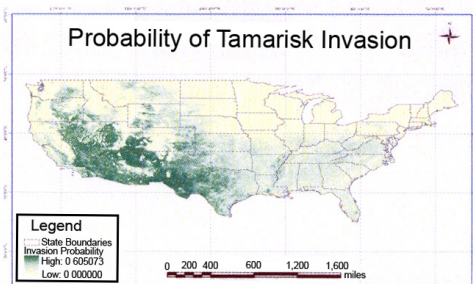 Probability of Tamarisk Invasion
N
Legend
State Boundaries
Invasion Probability
High: 0 605073
Low: 0 000000
0 200 400 600 1,200 1,600
miles